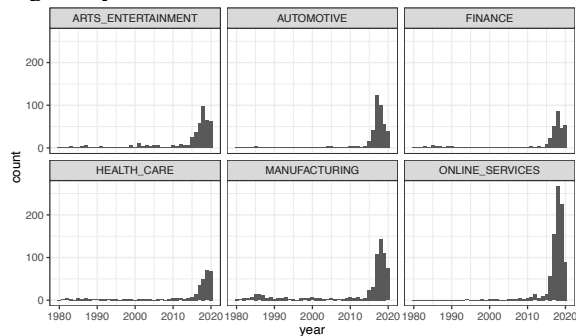 ARTS_ENTERTAINMENT AUTOMOTIVE FINANCE
200
100
0
HEALTH_CARE MANUFACTURING ONLINE_SERVICES
200
100
0
1980 1990 2000 2010 2020 1980 1990 2000 2010 2020 1980 1990 2000 2010 2020
year
count